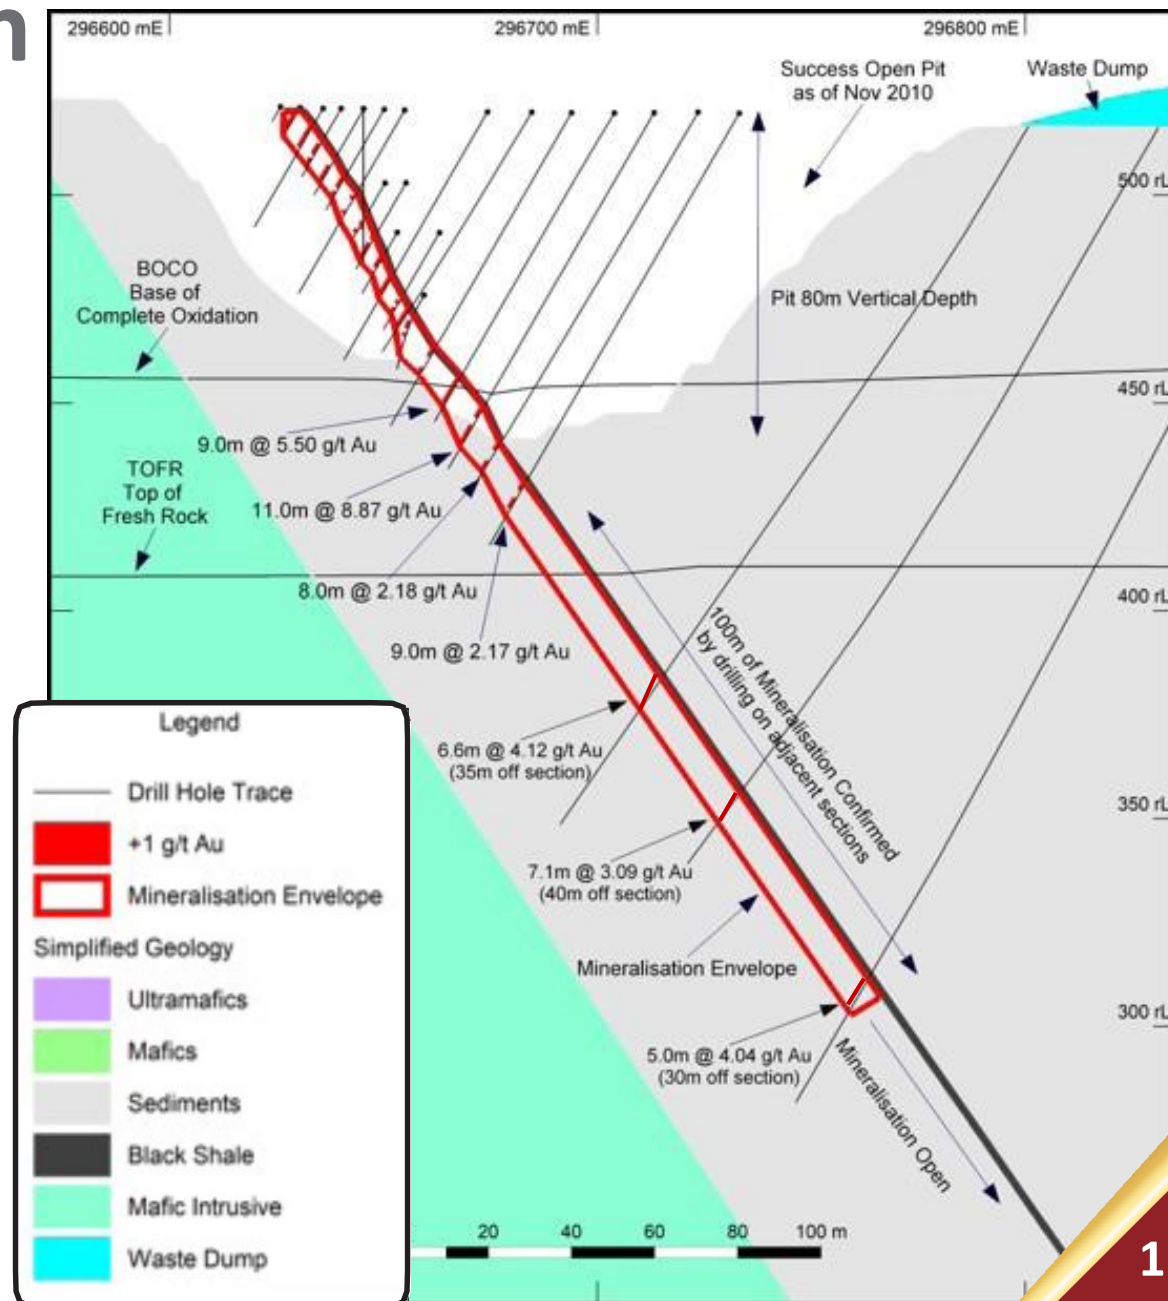 n
296600 mE
296700 mE
296800 mE
Success Open Pit
as of Nov 2010
Waste Dump
500 rL
BOCO
Base of
Complete Oxidation
Pit 80m Vertical Depth
450 rL
9.0m @ 5.50 g/t Au
TOFR
Top of
Fresh Rock
11.0m @ 8.87 g/t Au
8.0m @ 2.18 g/t Au
400 rL
9.0m @ 2.17 g/t Au
100m of Mineralisation Confirmed
by drilling on adjacent sections
6.6m @ 4.12 g/t Au
(35m off section)
350 rL
7.1m @ 3.09 g/t Au
(40m off section)
Mineralisation Envelope
300 rL
5.0m @ 4.04 g/t Au
(30m off section)
Mineralisation Open
Legend
Drill Hole Trace
+1 g/t Au
Mineralisation Envelope
Simplified Geology
Ultramafics
Mafics
Sediments
Black Shale
Mafic Intrusive
Waste Dump
20 40 60 80 100 m
1